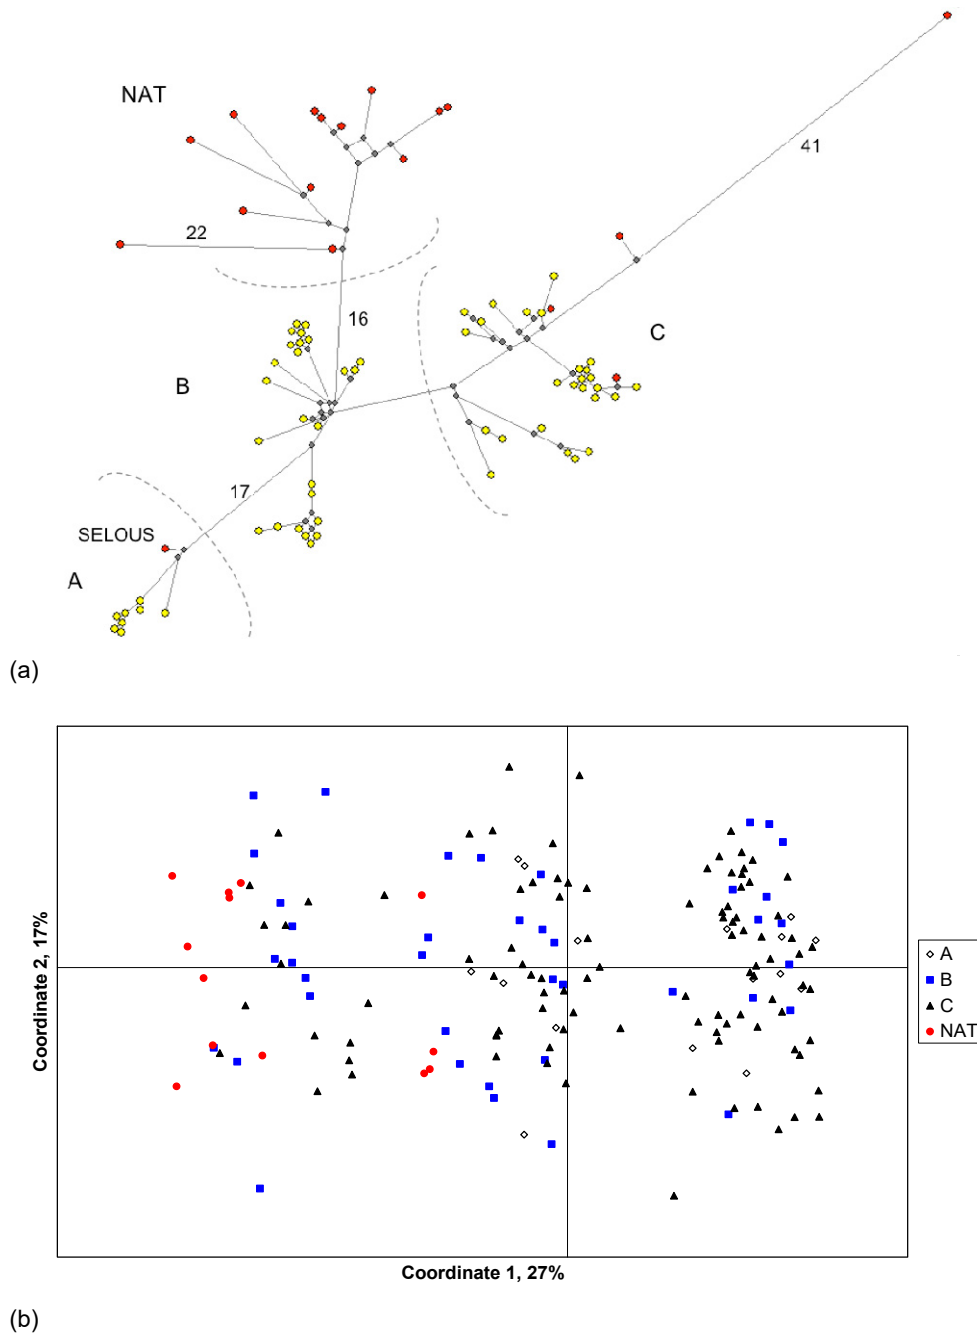 NAT
41
22
16
C
B
17
SELOUS
A
(a)
Coordinate 2, 17%
A
B
C
NAT
Coordinate 1, 27%
(b)